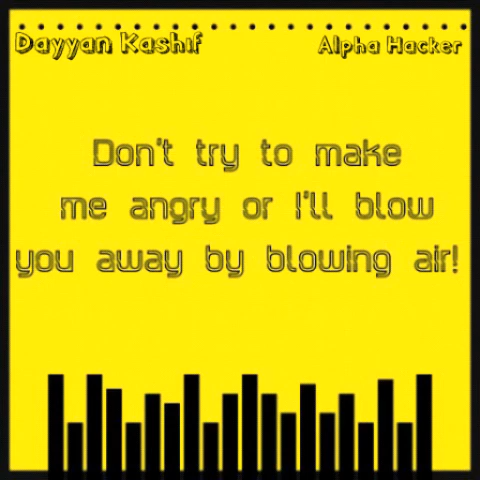 Dayyan Kashif Alpha Hacker
Don't try to make
me angry or I'll blow
you away by blowing air!